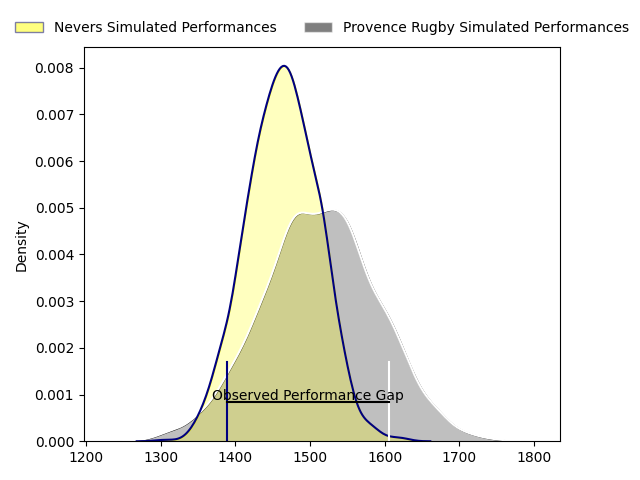 Nevers Simulated Performances Provence Rugby Simulated Performances
0.008
0.007
0.006
0.005
0.004
0.003
0.002
0.001
0.000
Density
Observed Performance Gap
1200 1300 1400 1500 1600 1700 1800